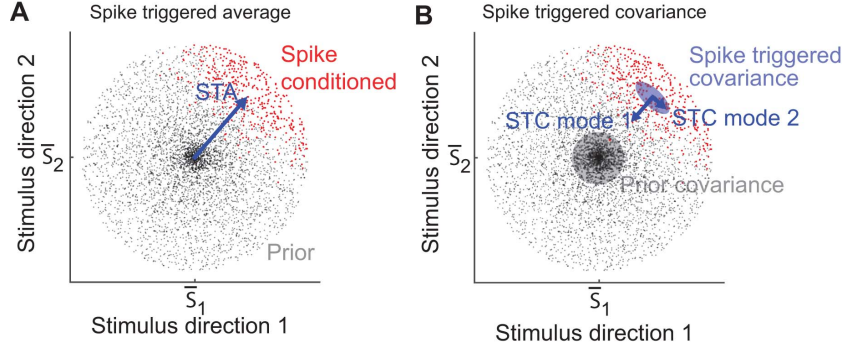 A
Spike triggered average
Stimulus direction 2
S̅2
Spike
conditioned
STA
Prior
S̅1
Stimulus direction 1
B
Spike triggered covariance
Stimulus direction 2
S̅2
Spike triggered
covariance
STC mode 1
STC mode 2
Prior covariance
S̅1
Stimulus direction 1